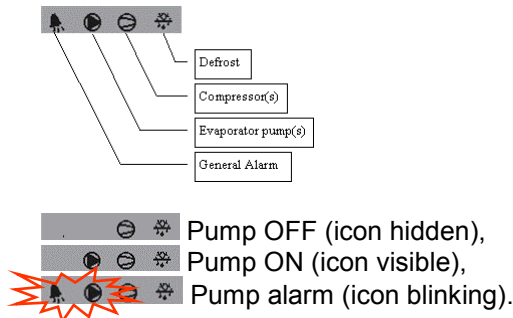 Defrost
Compressor(s)
Evaporator pump(s)
General Alarm
Pump OFF (icon hidden),
Pump ON (icon visible),
Pump alarm (icon blinking).